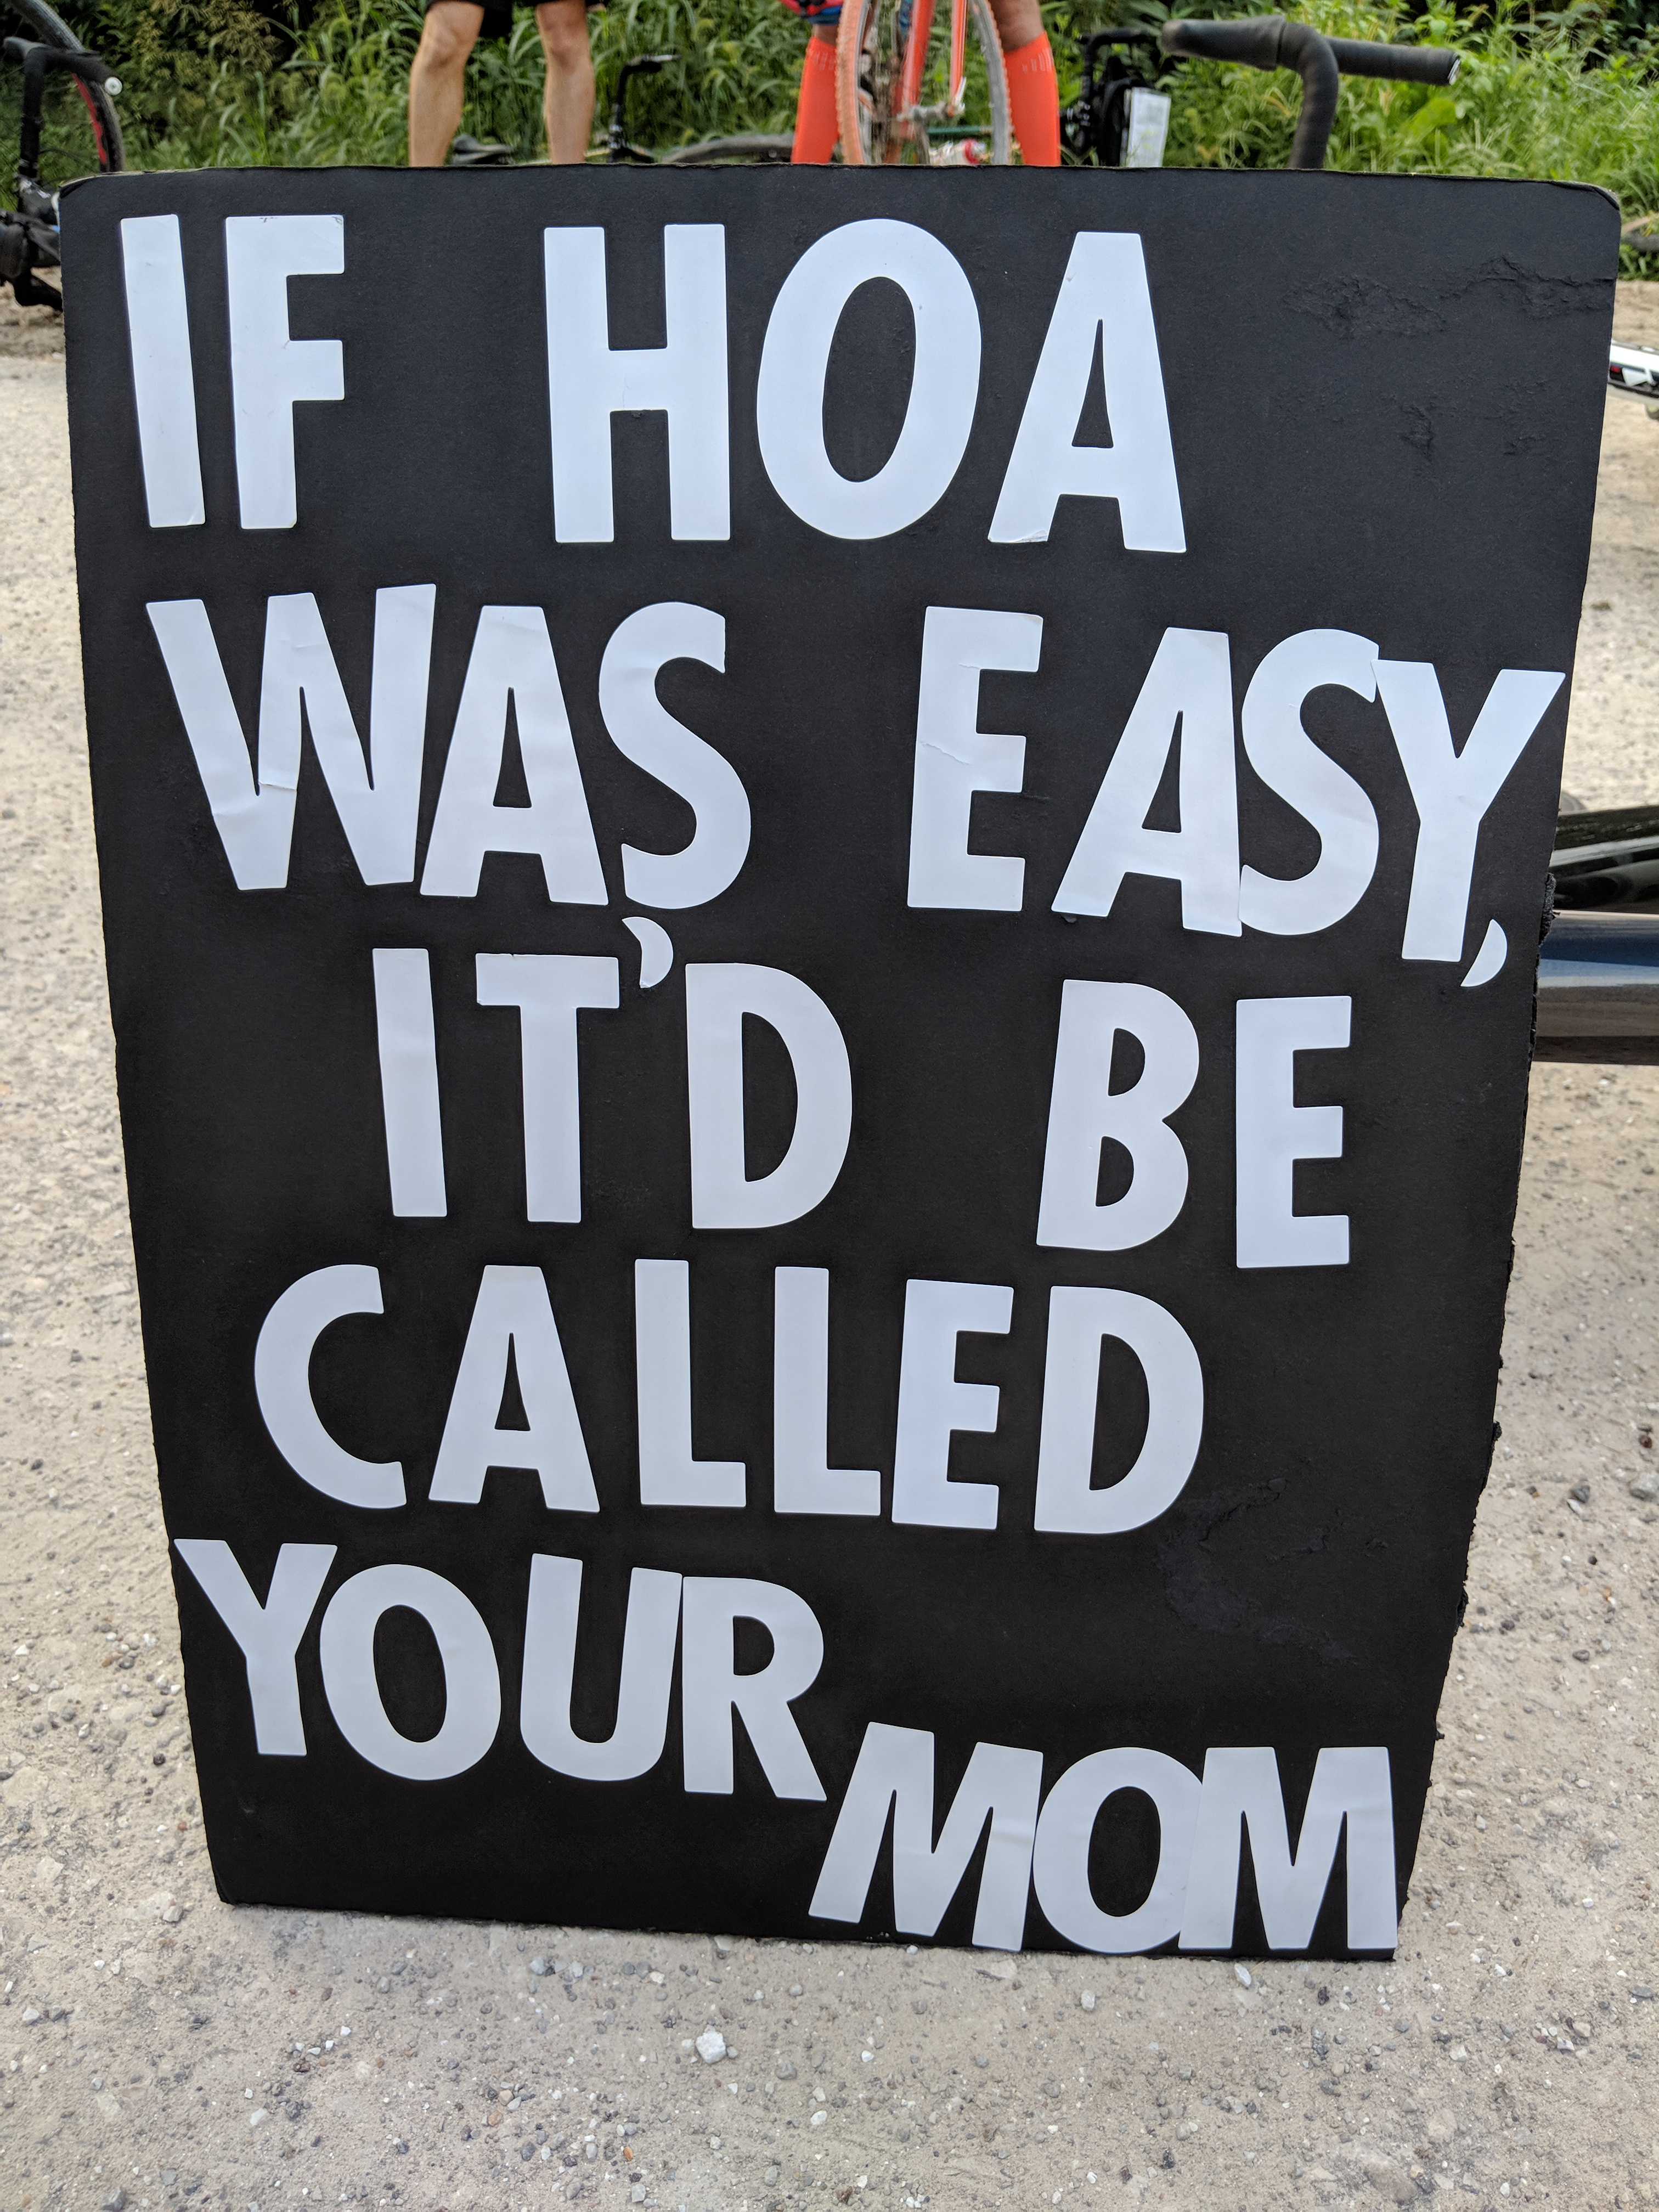 IF HOA
WAS EASY,
IT'D BE
CALLED
YOUR
MOM